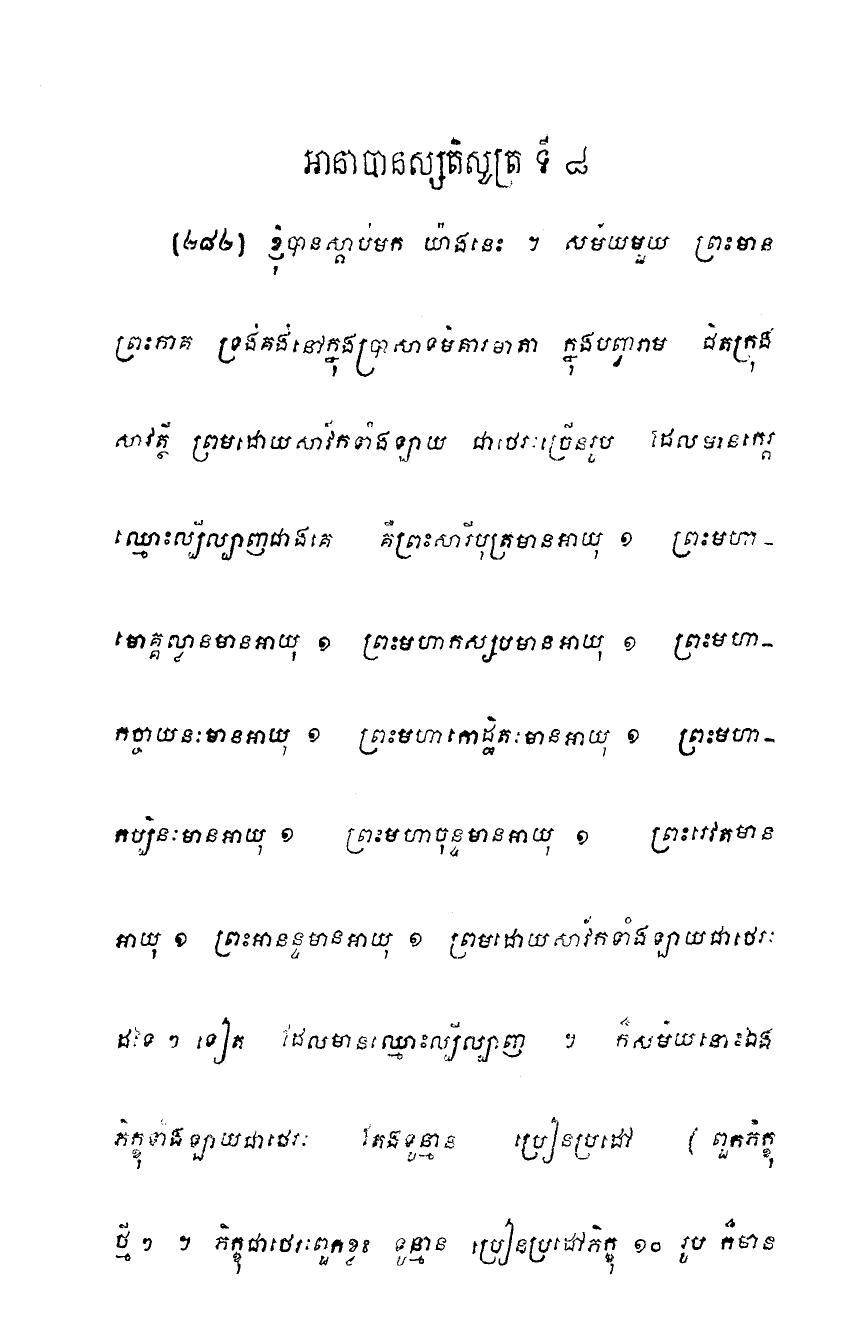 អានាបានស្សតិសូត្រ ទី ៨
(២៨២) ខ្ញុំបានស្តាប់មក យ៉ាងនេះ ។ សម័យមួយ ព្រះមាន
ព្រះភាគ ទ្រង់គង់នៅក្នុងប្រាសាទមិគារមាតា ក្នុងបុព្វារាម ជិតក្រុង
សាវត្ថី ព្រមដោយសាវ័កទាំងឡាយ ជាថេរៈច្រើនរូប ដែលមានកេរ្តិ៍
ឈ្មោះល្បីល្បាញជាងគេ គឺព្រះសារីបុត្រមានអាយុ ១ ព្រះមហា-
មោគ្គល្លានមានអាយុ ១ ព្រះមហាកស្សបមានអាយុ ១ ព្រះមហា-
កច្ចាយនៈមានអាយុ ១ ព្រះមហាកោដ្ឋិតៈមានអាយុ ១ ព្រះមហា-
កប្បិនៈមានអាយុ ១ ព្រះមហាចុន្ទមានអាយុ ១ ព្រះរេវតមាន
អាយុ ១ ព្រះអានន្ទមានអាយុ ១ ព្រមដោយសាវ័កទាំងឡាយជាថេរៈ
ដទៃ ៗ ទៀត ដែលមានឈ្មោះល្បីល្បាញ ។ ក៏សម័យនោះឯង
ភិក្ខុទាំងឡាយជាថេរៈ តែងទូន្មាន ប្រៀនប្រដៅ ( ពួកភិក្ខុ
ថ្មី ៗ ។ ភិក្ខុជាថេរៈពួកខ្លះ ទូន្មាន ប្រៀនប្រដៅភិក្ខុ ១០ រូប ក៏មាន